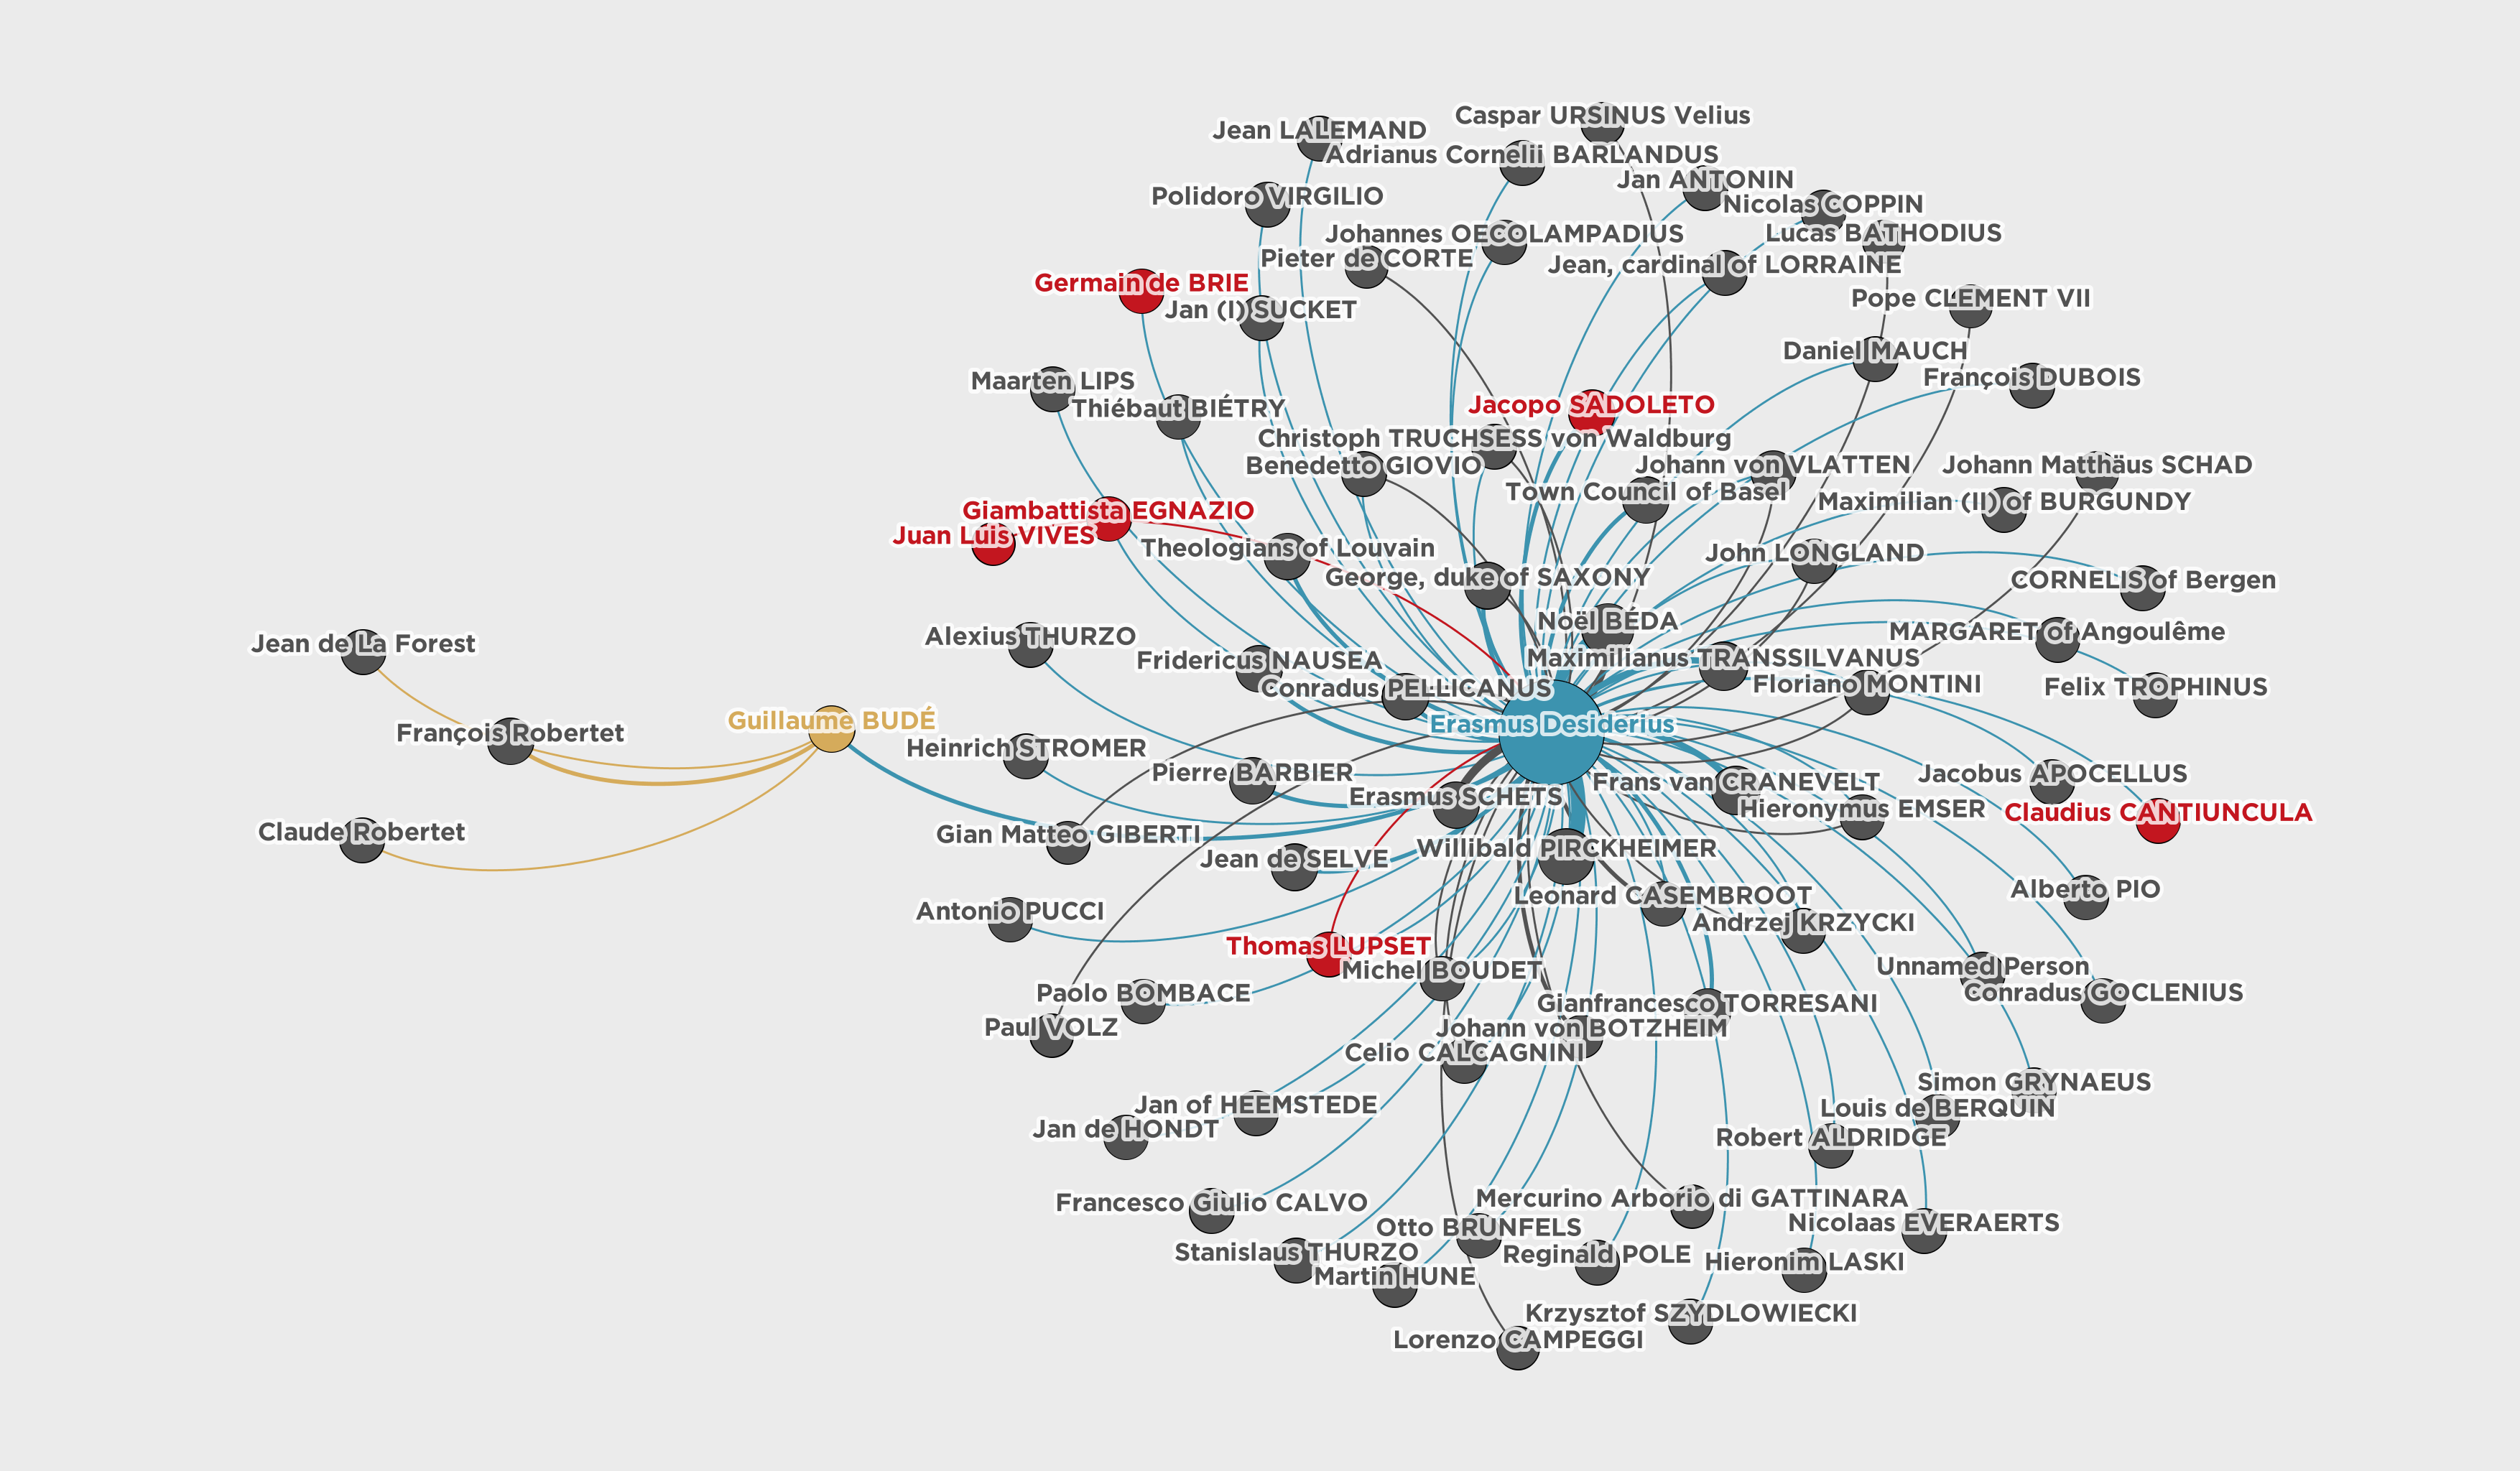 Caspar URSINUS Velius
Jean LALEMAND
Adrianus Cornelii BARLANDUS
Jan ANTONIN
Polidoro VIRGILIO
Nicolas COPPIN
Johannes OECOLAMPADIUS
Lucas BATHODIUS
Pieter de CORTE
Jean, cardinal of LORRAINE
Germain de BRIE
Pope CLEMENT VII
Jan (I) SUCKET
Daniel MAUCH
François DUBOIS
Maarten LIPS
Thiébaut BIÉTRY
Jacopo SADOLETO
Christoph TRUCHSESS von Waldburg
Benedetto GIOVIO
Johann von VLATTEN
Johann Matthäus SCHAD
Town Council of Basel
Maximilian (II) of BURGUNDY
Giambattista EGNAZIO
Juan Luis VIVES
Theologians of Louvain
John LONGLAND
George, duke of SAXONY
CORNELIS of Bergen
Noël BÉDA
Alexius THURZO
MARGARET of Angoulême
Jean de La Forest
Fridericus NAUSEA
Maximilianus TRANSSILVANUS
Conradus PELLICANUS
Floriano MONTINI
Felix TROPHINUS
Guillaume BUDÉ
Erasmus Desiderius
François Robertet
Heinrich STROMER
Pierre BARBIER
Jacobus APOCELLUS
Frans van CRANEVELT
Erasmus SCHETS
Hieronymus EMSER
Claudius CANTIUNCULA
Claude Robertet
Gian Matteo GIBERTI
Willibald PIRCKHEIMER
Jean de SELVE
Alberto PIO
Leonard CASEMBROOT
Antonio PUCCI
Andrzej KRZYCKI
Thomas LUPSET
Michel BOUDET
Unnamed Person
Paolo BOMBACE
Conradus GOCLENIUS
Gianfrancesco TORRESANI
Paul VOLZ
Johann von BOTZHEIM
Celio CALCAGNINI
Simon GRYNAEUS
Jan of HEEMSTEDE
Louis de BERQUIN
Jan de HONDT
Robert ALDRIDGE
Francesco Giulio CALVO
Mercurino Arborio di GATTINARA
Otto BRUNFELS
Nicolaas EVERAERTS
Stanislaus THURZO
Reginald POLE
Hieronim LASKI
Martin HUNE
Krzysztof SZYDLOWIECKI
Lorenzo CAMPEGGI